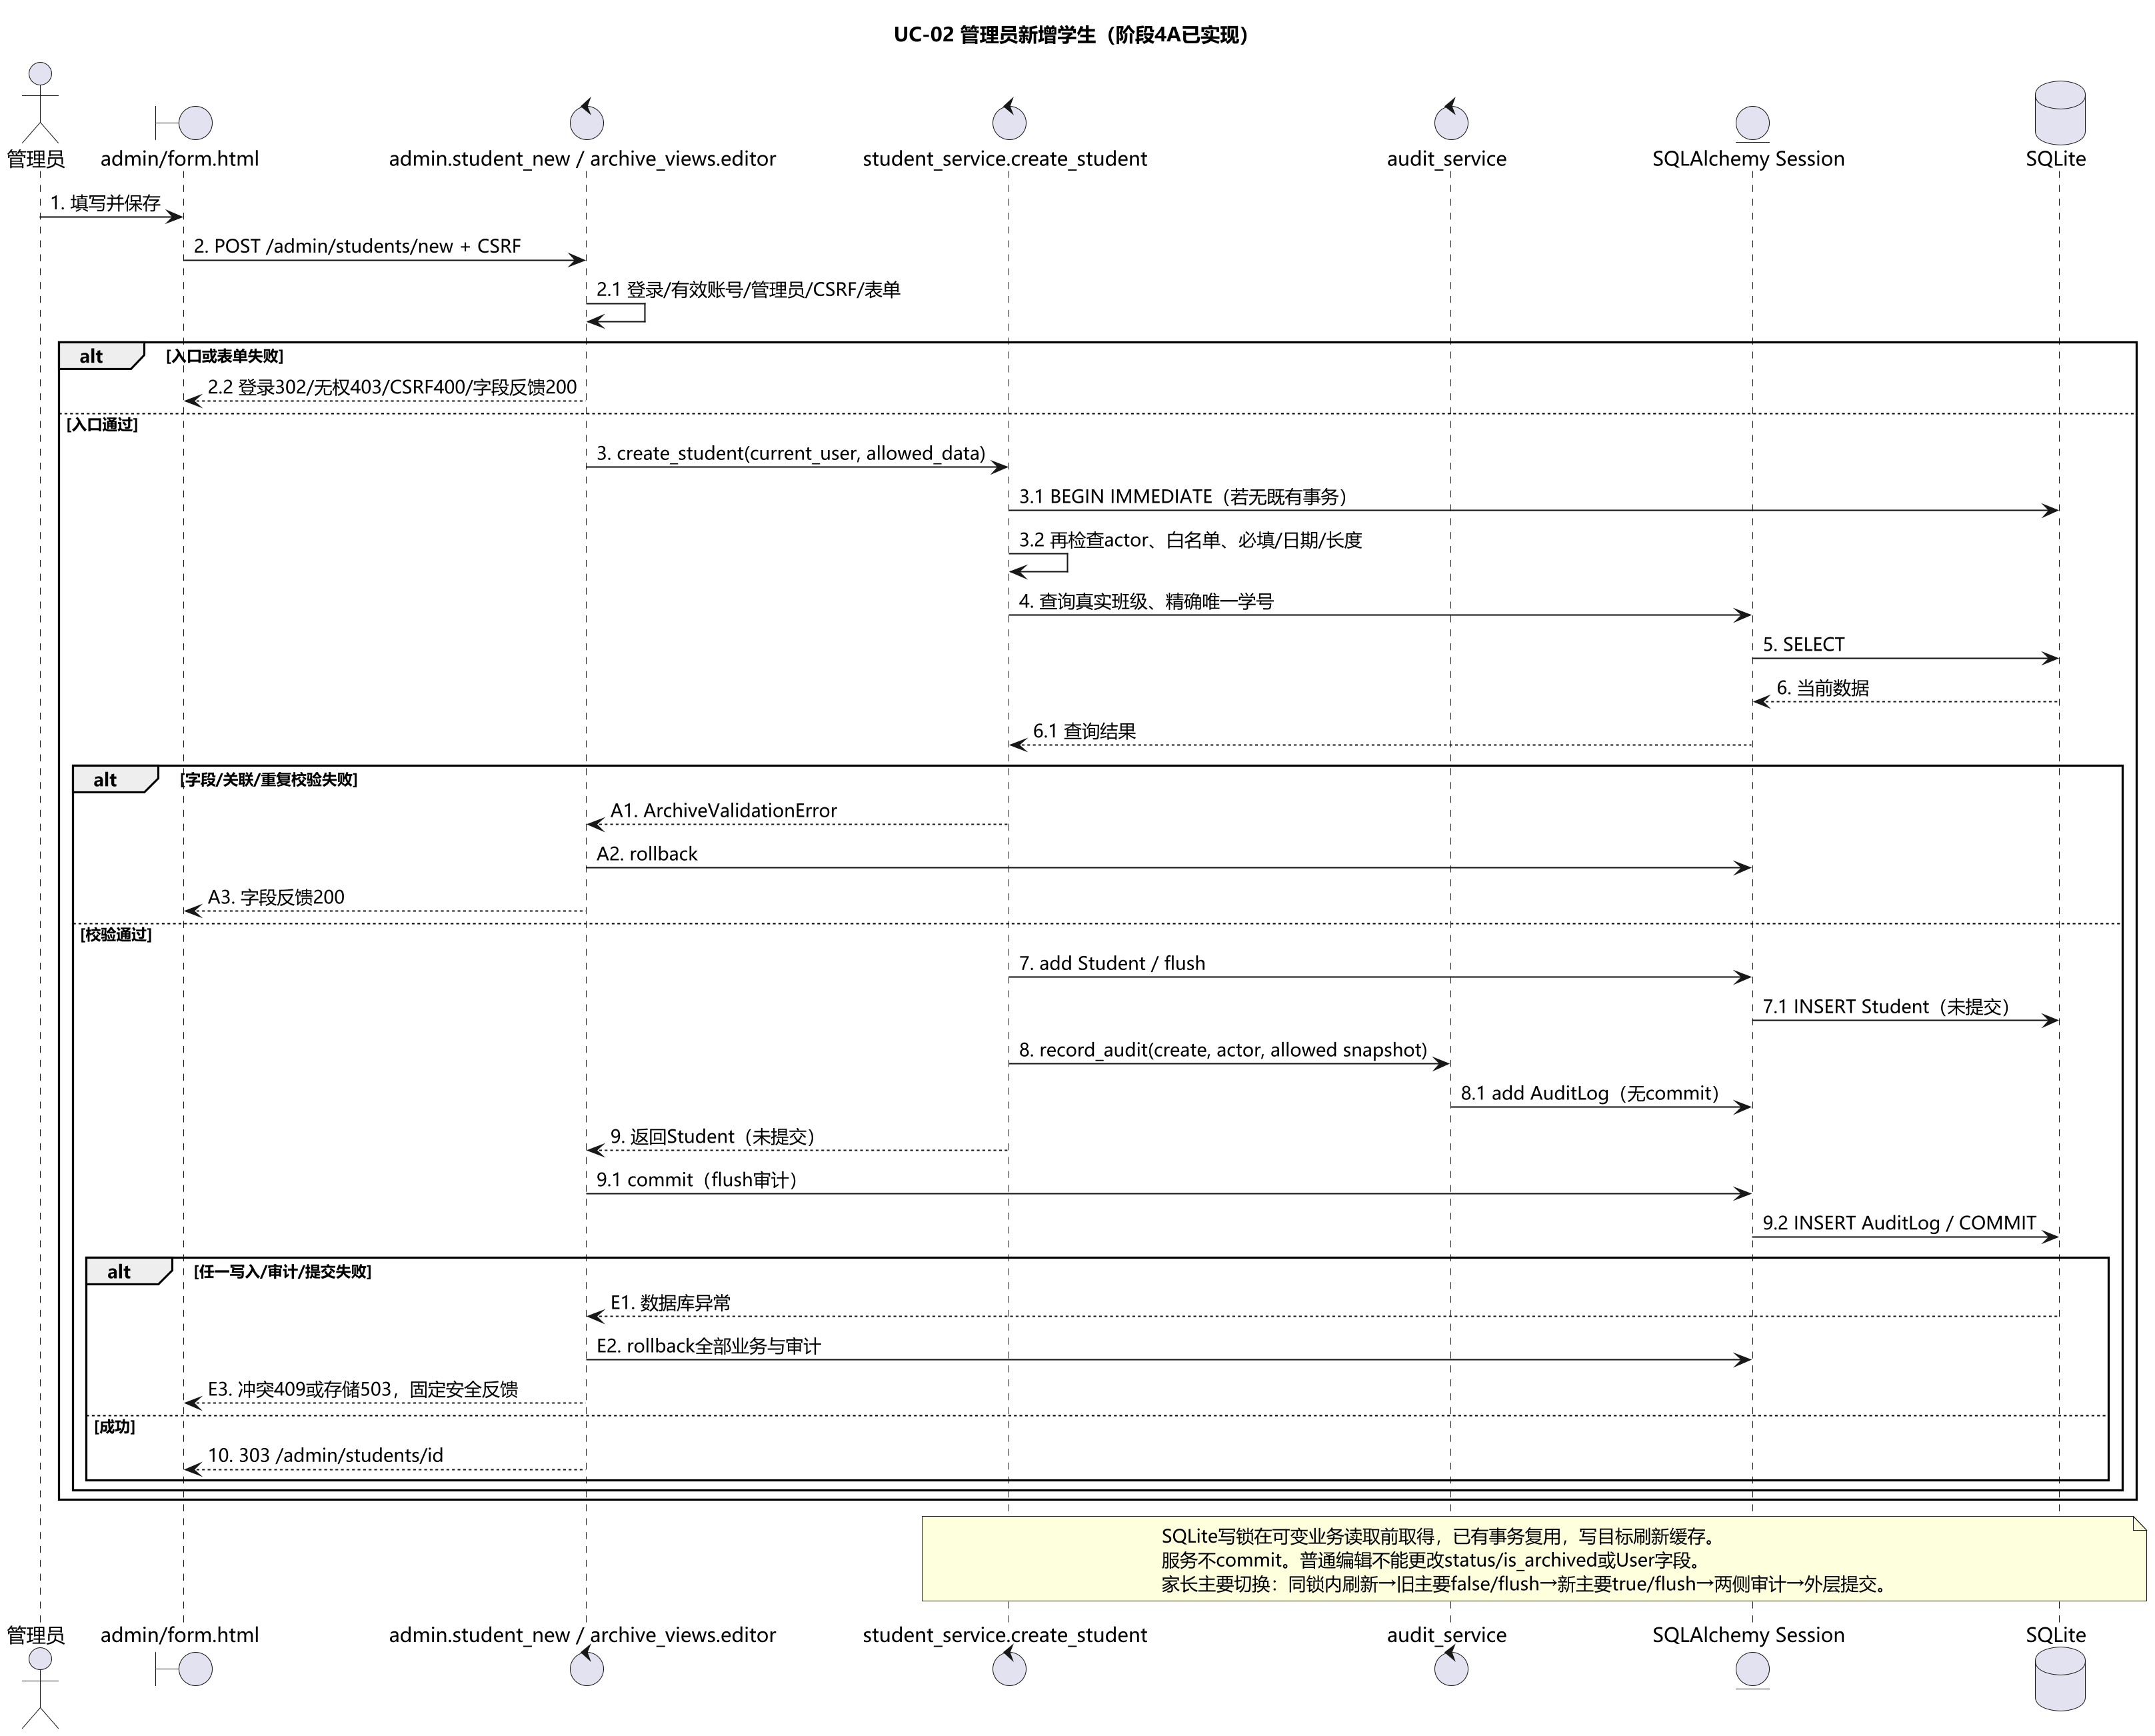 UC-02 管理员新增学生（阶段4A已实现）
管理员
admin/form.html
admin.student_new / archive_views.editor
student_service.create_student
audit_service
SQLAlchemy Session
SQLite
1. 填写并保存
2. POST /admin/students/new + CSRF
2.1 登录/有效账号/管理员/CSRF/表单
alt
[入口或表单失败]
2.2 登录302/无权403/CSRF400/字段反馈200
[入口通过]
3. create_student(current_user, allowed_data)
3.1 BEGIN IMMEDIATE（若无既有事务）
3.2 再检查actor、白名单、必填/日期/长度
4. 查询真实班级、精确唯一学号
5. SELECT
6. 当前数据
6.1 查询结果
alt
[字段/关联/重复校验失败]
A1. ArchiveValidationError
A2. rollback
A3. 字段反馈200
[校验通过]
7. add Student / flush
7.1 INSERT Student（未提交）
8. record_audit(create, actor, allowed snapshot)
8.1 add AuditLog（无commit）
9. 返回Student（未提交）
9.1 commit（flush审计）
9.2 INSERT AuditLog / COMMIT
alt
[任一写入/审计/提交失败]
E1. 数据库异常
E2. rollback全部业务与审计
E3. 冲突409或存储503，固定安全反馈
[成功]
10. 303 /admin/students/id
SQLite写锁在可变业务读取前取得，已有事务复用，写目标刷新缓存。
服务不commit。普通编辑不能更改status/is_archived或User字段。
家长主要切换：同锁内刷新→旧主要false/flush→新主要true/flush→两侧审计→外层提交。
管理员
admin/form.html
admin.student_new / archive_views.editor
student_service.create_student
audit_service
SQLAlchemy Session
SQLite